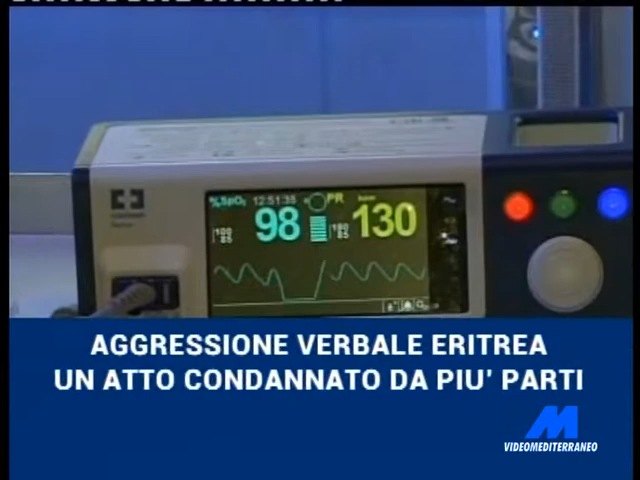 %SpO2 12:51:35 PR bpm
98
130
100
85
100
85
AGGRESSIONE VERBALE ERITREA
UN ATTO CONDANNATO DA PIU' PARTI
VIDEOMEDITERRANEO